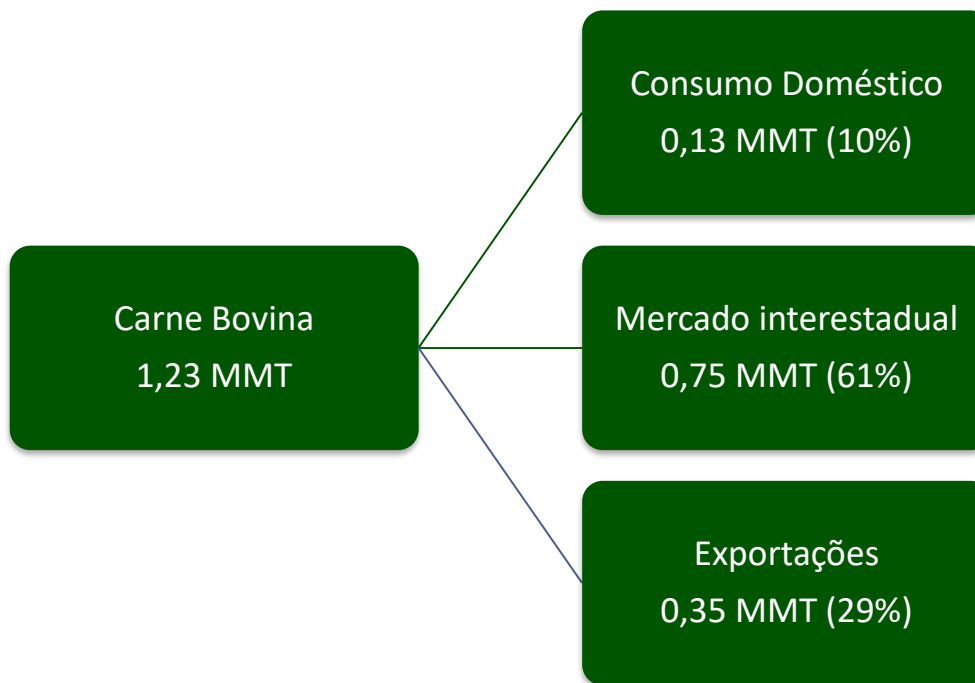 Consumo Doméstico
0,13 MMT (10%)
Carne Bovina
1,23 MMT
Mercado interestadual
0,75 MMT (61%)
Exportações
0,35 MMT (29%)